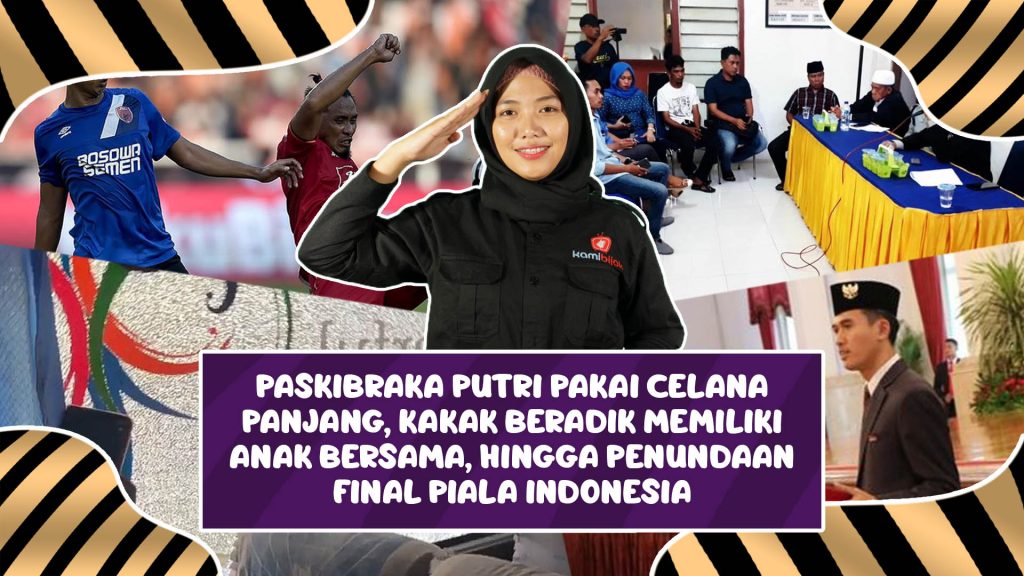 BOSOWA
SEMEN
kamibijak
PASKIBRAKA PUTRI PAKAI CELANA
PANJANG, KAKAK BERADIK MEMILIKI
ANAK BERSAMA, HINGGA PENUNDAAN
FINAL PIALA INDONESIA